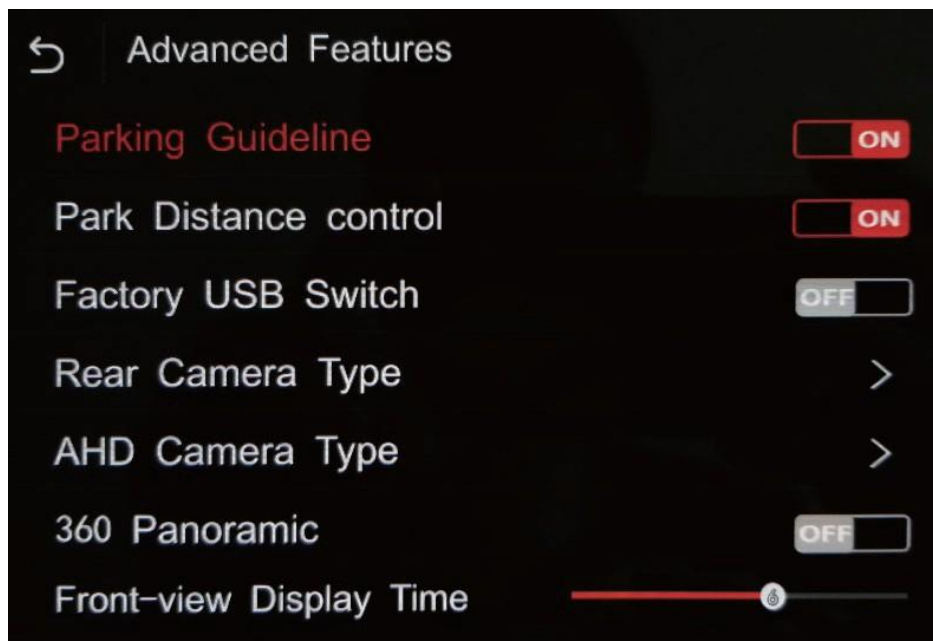 Advanced Features
Parking Guideline ON
Park Distance control ON
Factory USB Switch OFF
Rear Camera Type >
AHD Camera Type >
360 Panoramic OFF
Front-view Display Time 6